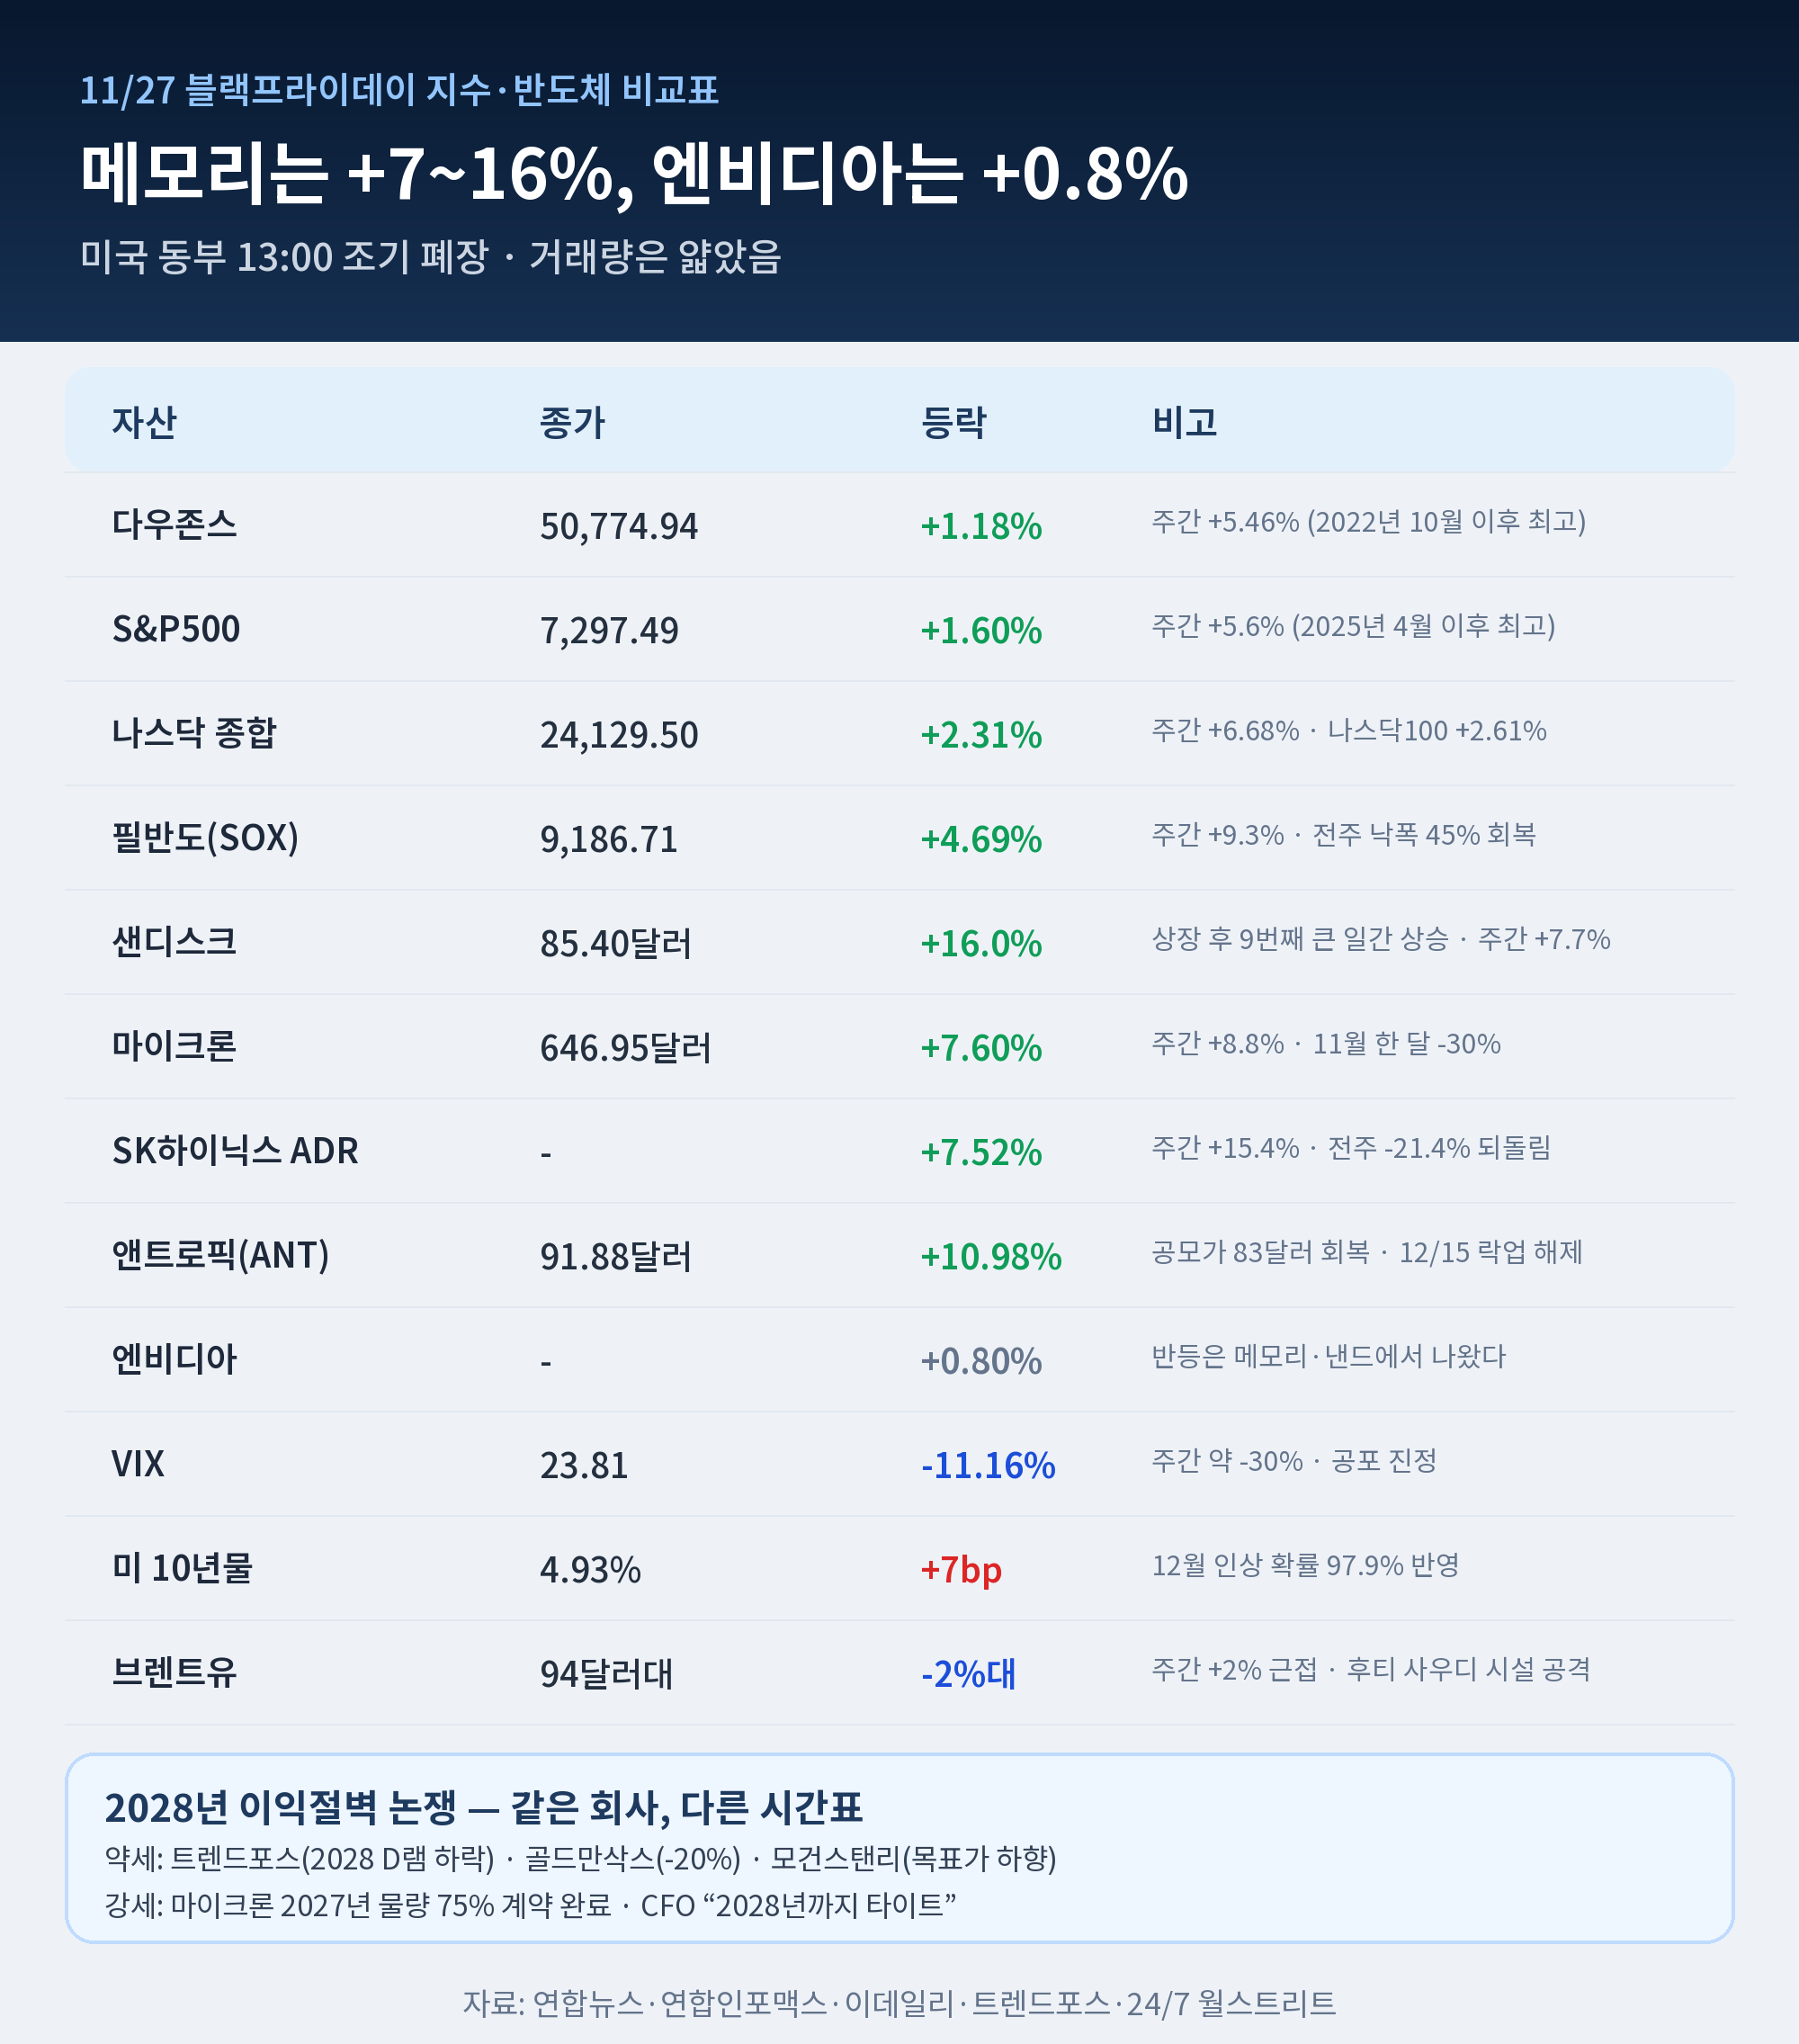 11/27 블랙프라이데이 지수·반도체 비교표
메모리는 +7~16%, 엔비디아는 +0.8%
미국 동부 13:00 조기 폐장 · 거래량은 얇았음
자산 종가 등락 비고
다우존스 50,774.94 +1.18% 주간 +5.46% (2022년 10월 이후 최고)
S&P500 7,297.49 +1.60% 주간 +5.6% (2025년 4월 이후 최고)
나스닥 종합 24,129.50 +2.31% 주간 +6.68% · 나스닥100 +2.61%
필반도(SOX) 9,186.71 +4.69% 주간 +9.3% · 전주 낙폭 45% 회복
샌디스크 85.40달러 +16.0% 상장 후 9번째 큰 일간 상승 · 주간 +7.7%
마이크론 646.95달러 +7.60% 주간 +8.8% · 11월 한 달 -30%
SK하이닉스 ADR - +7.52% 주간 +15.4% · 전주 -21.4% 되돌림
앤트로픽(ANT) 91.88달러 +10.98% 공모가 83달러 회복 · 12/15 락업 해제
엔비디아 - +0.80% 반등은 메모리·낸드에서 나왔다
VIX 23.81 -11.16% 주간 약 -30% · 공포 진정
미 10년물 4.93% +7bp 12월 인상 확률 97.9% 반영
브렌트유 94달러대 -2%대 주간 +2% 근접 · 후티 사우디 시설 공격
2028년 이익절벽 논쟁 — 같은 회사, 다른 시간표
약세: 트렌드포스(2028 D램 하락) · 골드만삭스(-20%) · 모건스탠리(목표가 하향)
강세: 마이크론 2027년 물량 75% 계약 완료 · CFO “2028년까지 타이트”
자료: 연합뉴스·연합인포맥스·이데일리·트렌드포스·24/7 월스트리트